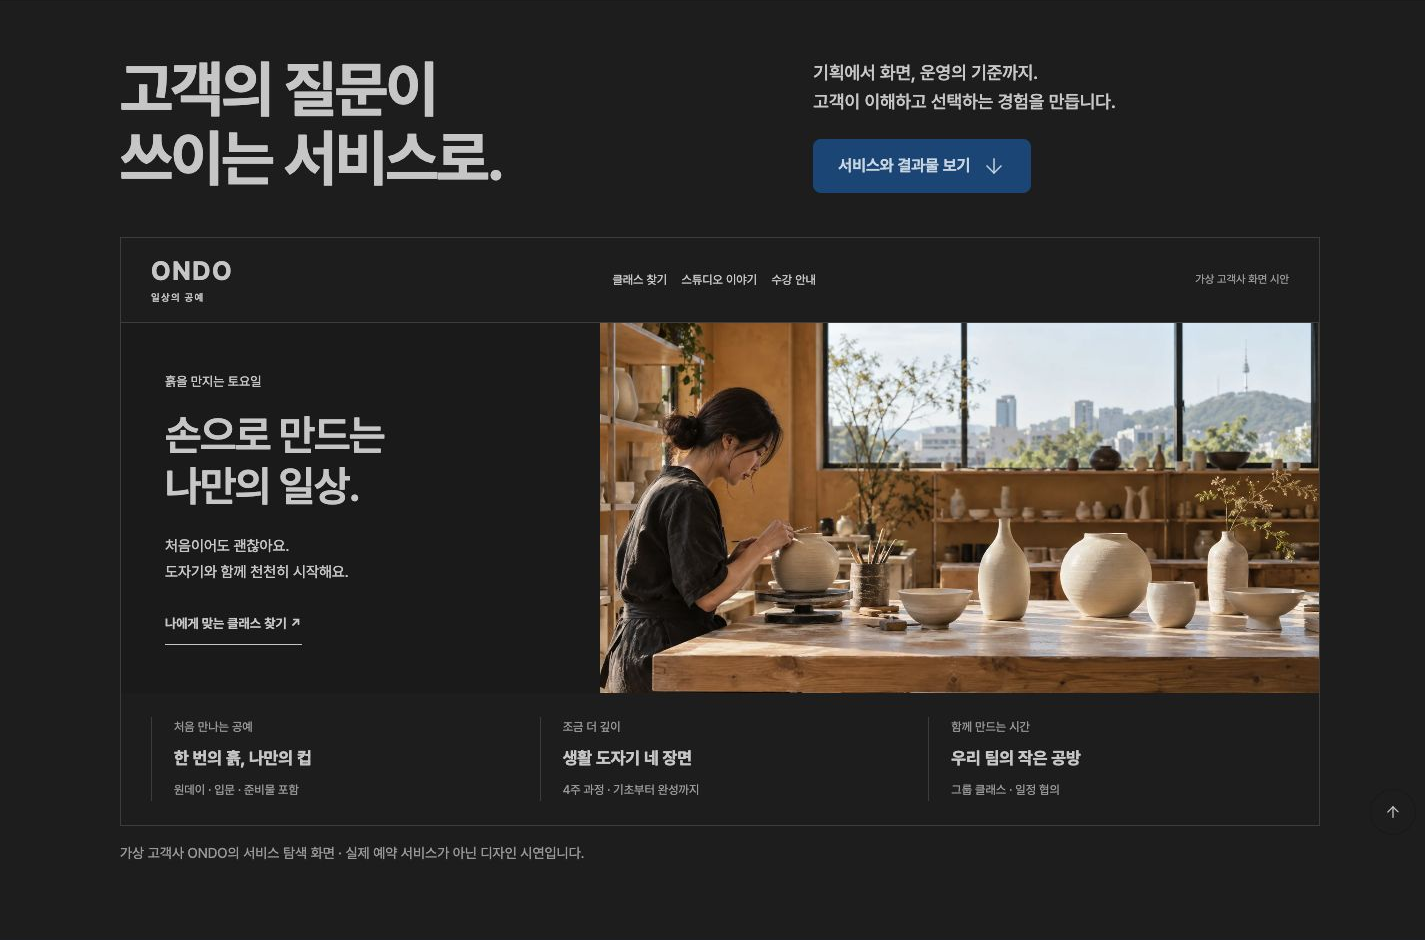 고객의 질문이
쓰이는 서비스로.
기획에서 화면, 운영의 기준까지.
고객이 이해하고 선택하는 경험을 만듭니다.
서비스와 결과물 보기 ↓
ONDO
일상의 공예
클래스 찾기 스튜디오 이야기 수강 안내
가상 고객사 화면 시안
흙을 만지는 토요일
손으로 만드는
나만의 일상.
처음이어도 괜찮아요.
도자기와 함께 천천히 시작해요.
나에게 맞는 클래스 찾기 ↗
처음 만나는 공예
한 번의 흙, 나만의 컵
원데이 · 입문 · 준비물 포함
조금 더 깊이
생활 도자기 네 장면
4주 과정 · 기초부터 완성까지
함께 만드는 시간
우리 팀의 작은 공방
그룹 클래스 · 일정 협의
가상 고객사 ONDO의 서비스 탐색 화면 · 실제 예약 서비스가 아닌 디자인 시연입니다.